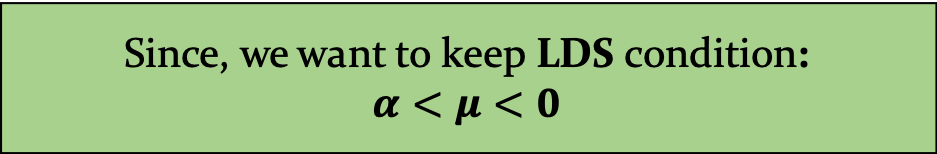 Since, we want to keep LDS condition:
α < μ < 0